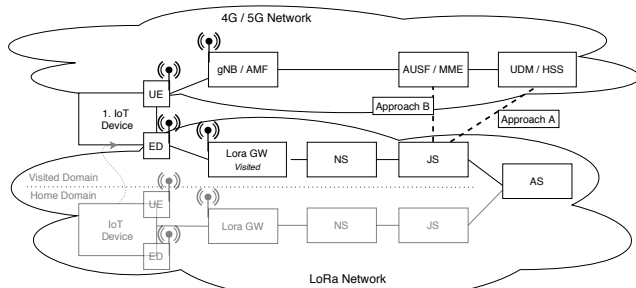 4G / 5G Network
gNB / AMF
AUSF / MME
UDM / HSS
UE
1. IoT
Device
Approach B
Approach A
ED
Lora GW
Visited
NS
JS
AS
Visited Domain
Home Domain
UE
IoT
Device
Lora GW
NS
JS
ED
LoRa Network